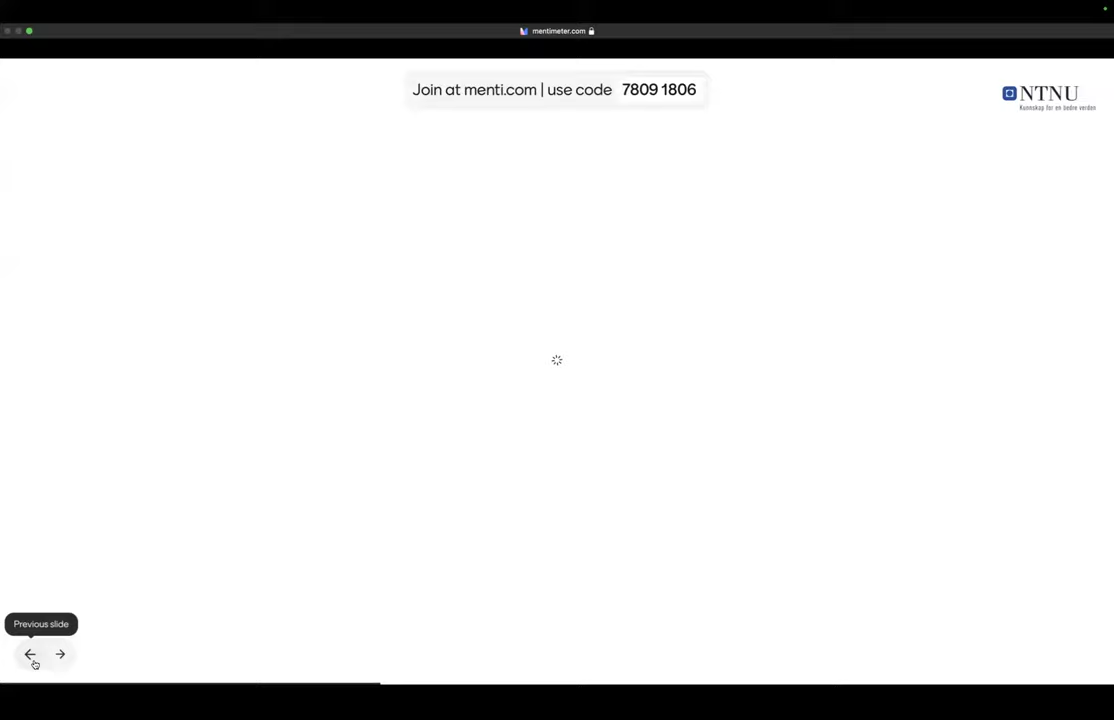 mentimeter.com
Join at menti.com | use code 7809 1806
NTNU
Kunnskap for en bedre verden
Previous slide